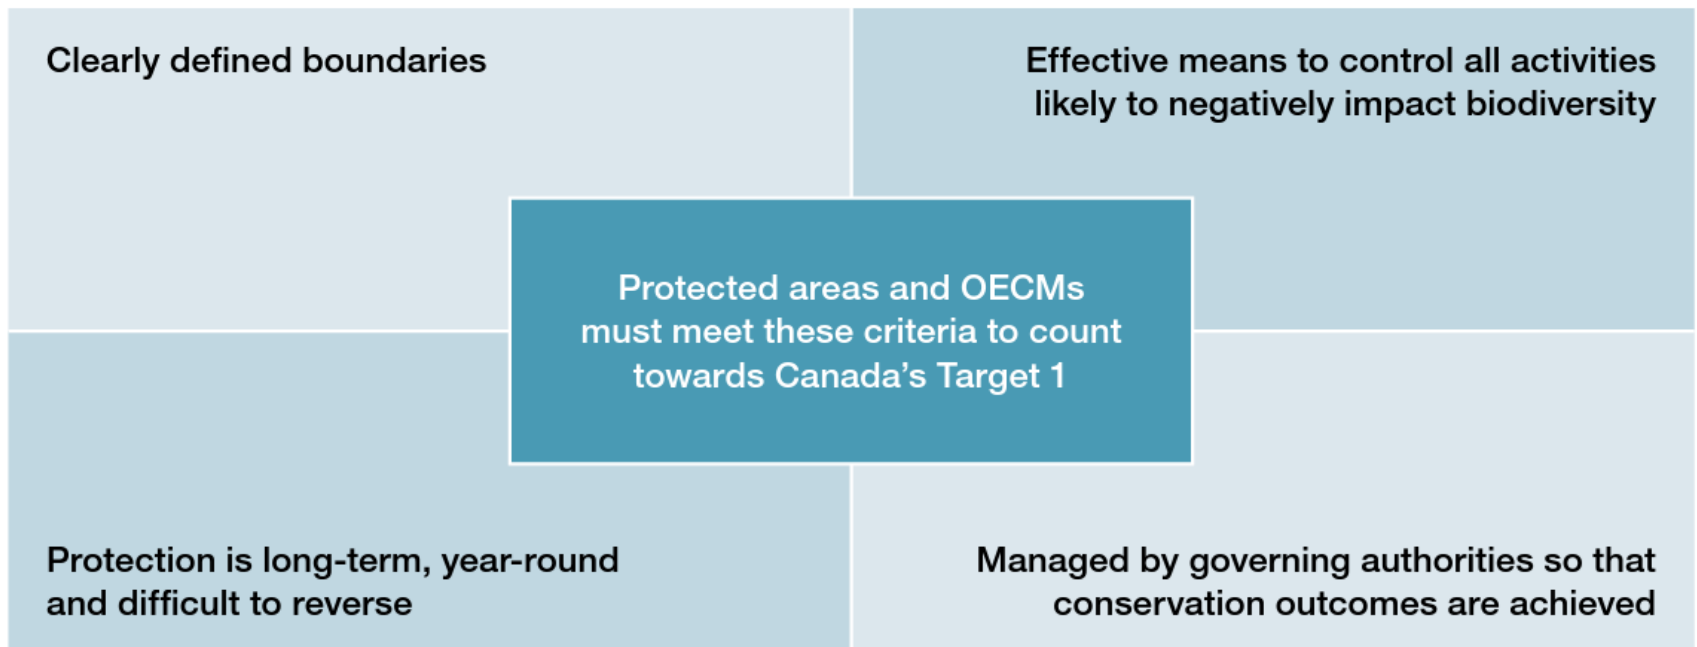 Clearly defined boundaries
Effective means to control all activities
likely to negatively impact biodiversity
Protected areas and OECMs
must meet these criteria to count
towards Canada’s Target 1
Protection is long-term, year-round
and difficult to reverse
Managed by governing authorities so that
conservation outcomes are achieved